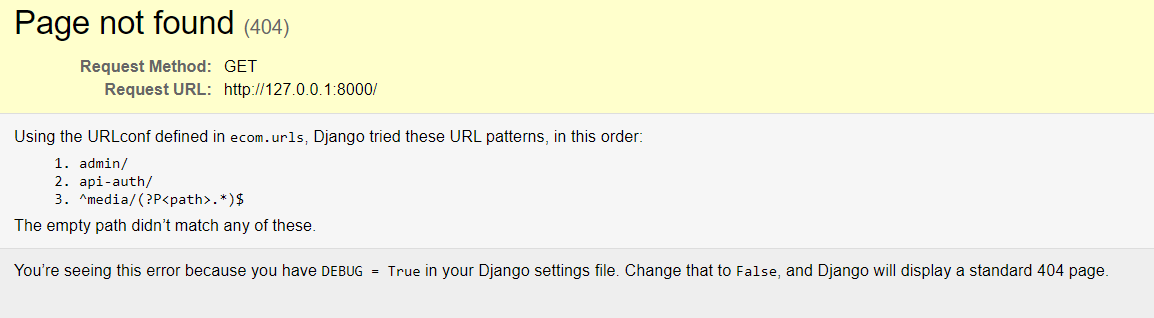 Page not found (404)
Request Method: GET
Request URL: http://127.0.0.1:8000/
Using the URLconf defined in ecom.urls, Django tried these URL patterns, in this order:
1. admin/
2. api-auth/
3. ^media/(?P<path>.*)$
The empty path didn’t match any of these.
You’re seeing this error because you have DEBUG = True in your Django settings file. Change that to False, and Django will display a standard 404 page.